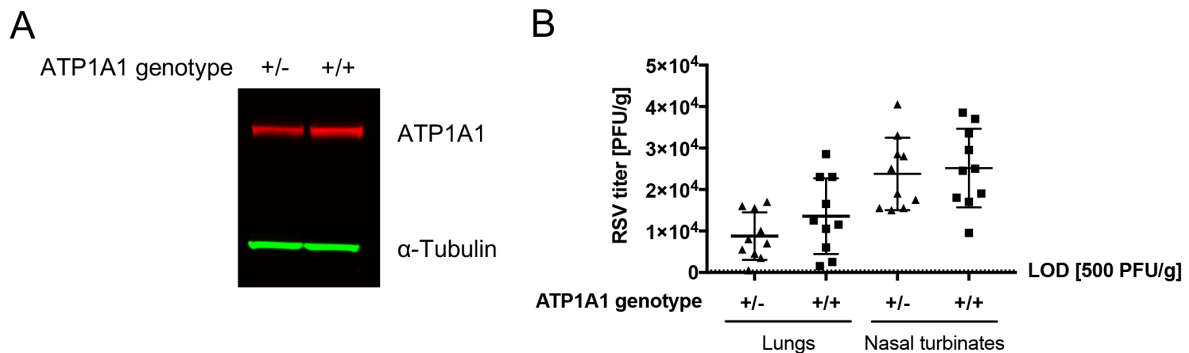 A
ATP1A1 genotype +/- +/+
ATP1A1
α-Tubulin
B
RSV titer [PFU/g]
5×10⁴
4×10⁴
3×10⁴
2×10⁴
1×10⁴
0
LOD [500 PFU/g]
ATP1A1 genotype +/- +/+ +/- +/+
Lungs Nasal turbinates